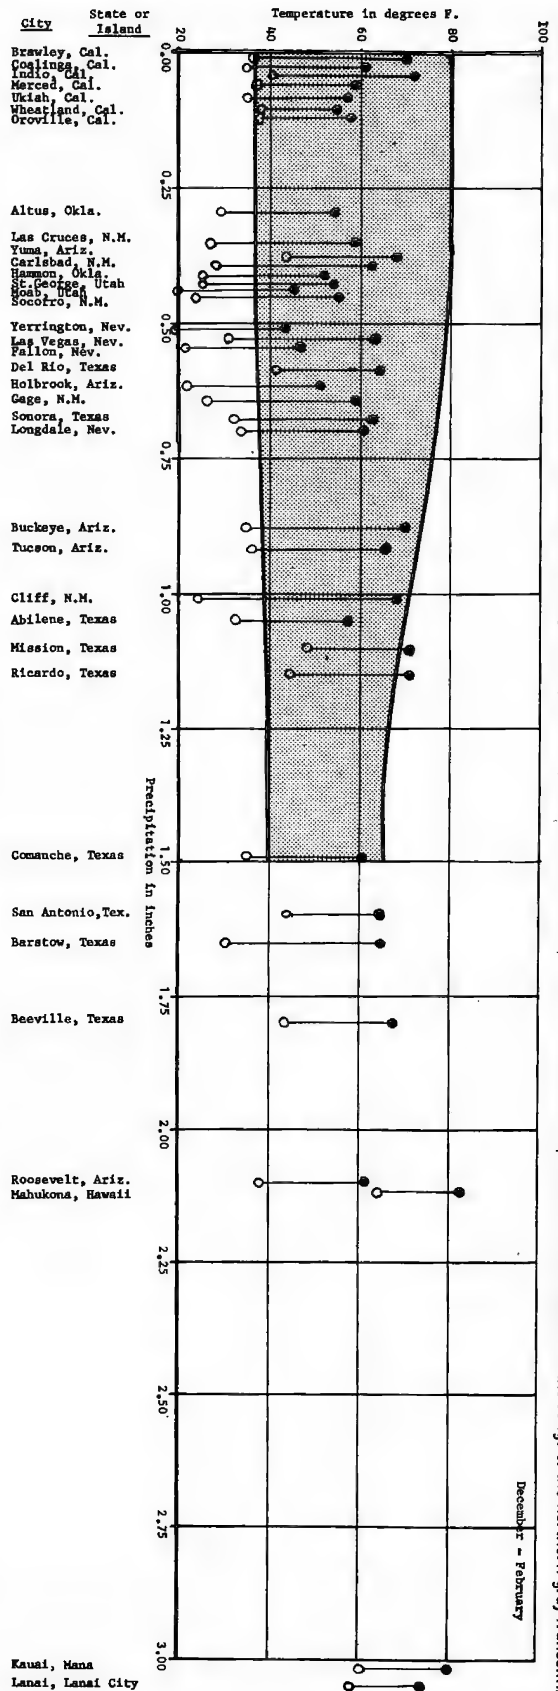 City State or Island
Temperature in degrees F.
20 40 60 80 100
Brawley, Cal.
Coalinga, Cal.
Indio, Cal.
Merced, Cal.
Ukiah, Cal.
Wheatland, Cal.
Oroville, Cal.
Altus, Okla.
Las Cruces, N.M.
Yuma, Ariz.
Carlsbad, N.M.
Hammon, Okla.
St.George, Utah
Moab, Utah
Socorro, N.M.
Yerrington, Nev.
Las Vegas, Nev.
Fallon, Nev.
Del Rio, Texas
Holbrook, Ariz.
Gage, N.M.
Sonora, Texas
Longdale, Nev.
Buckeye, Ariz.
Tucson, Ariz.
Cliff, N.M.
Abilene, Texas
Mission, Texas
Ricardo, Texas
Comanche, Texas
San Antonio,Tex.
Barstow, Texas
Beeville, Texas
Roosevelt, Ariz.
Mahukona, Hawaii
Kauai, Mana
Lanai, Lanai City
0.00
0.25
0.50
0.75
1.00
1.25
1.50
1.75
2.00
2.25
2.50
2.75
3.00
Precipitation in inches
December - February